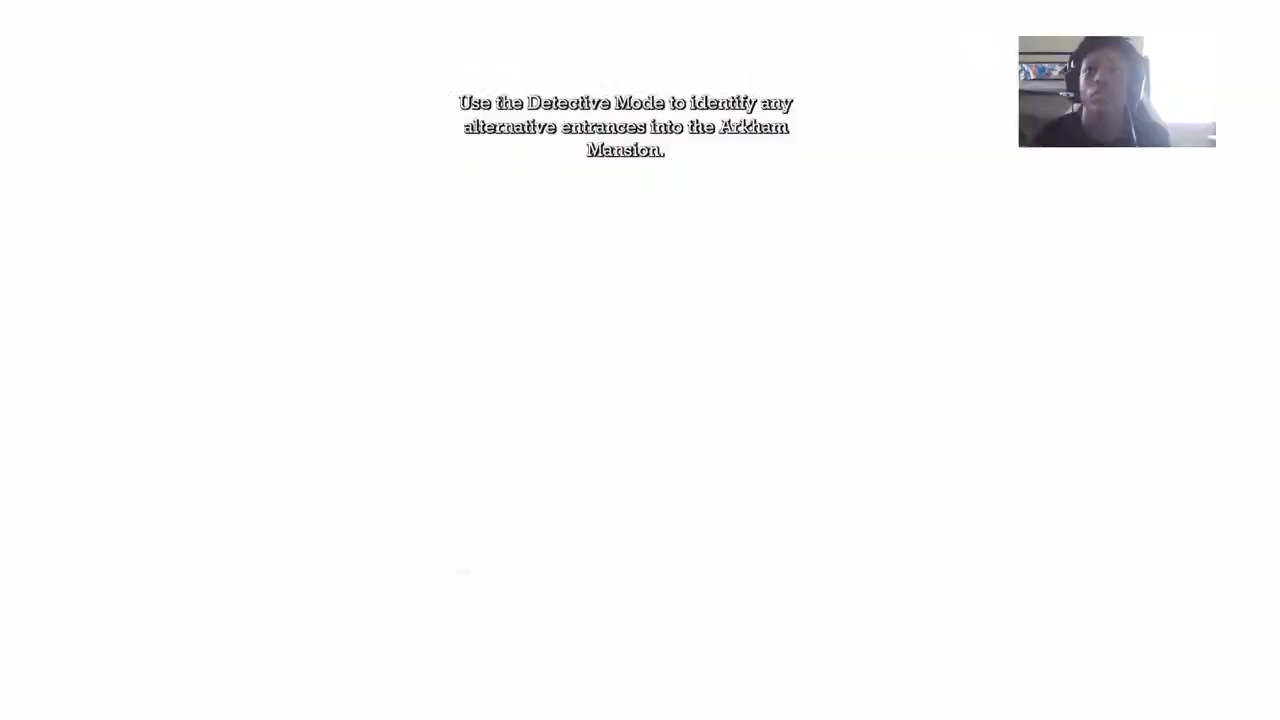 Use the Detective Mode to identify any
alternative entrances into the Arkham
Mansion.